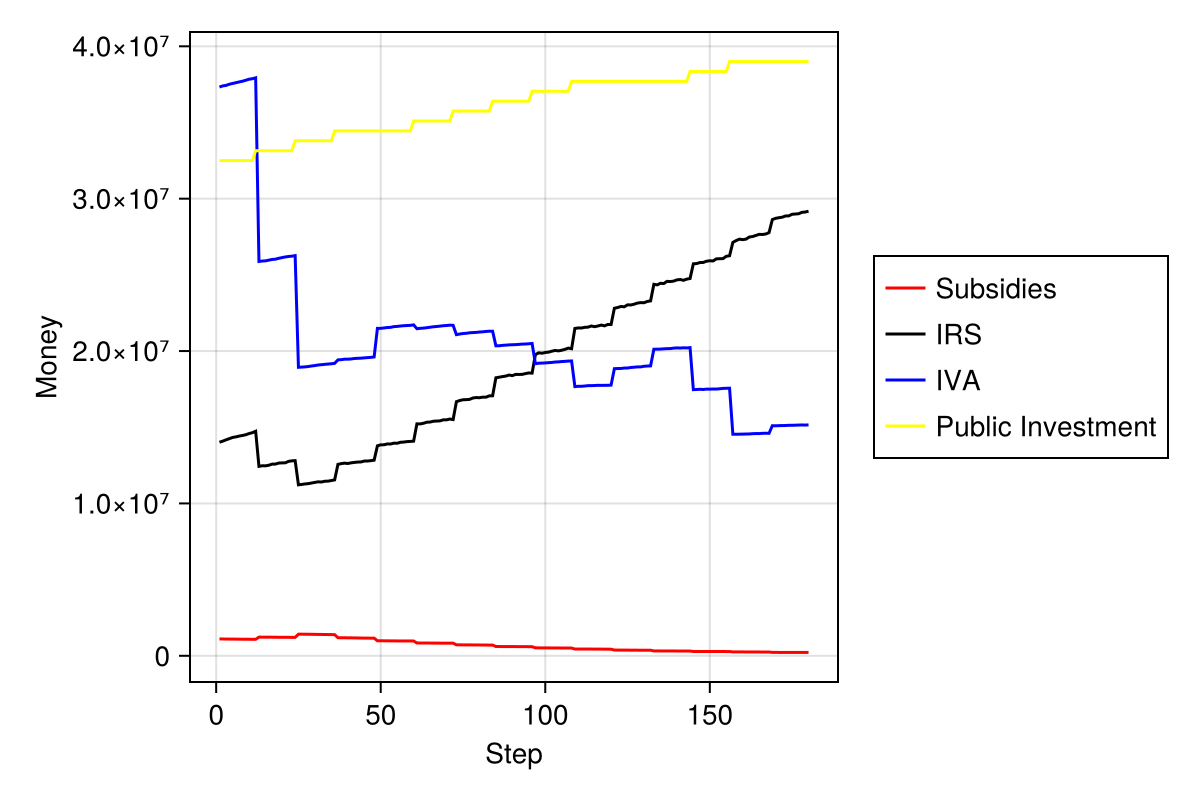 4.0×10⁷
3.0×10⁷
2.0×10⁷
1.0×10⁷
0
Money
0 50 100 150
Step
Subsidies
IRS
IVA
Public Investment